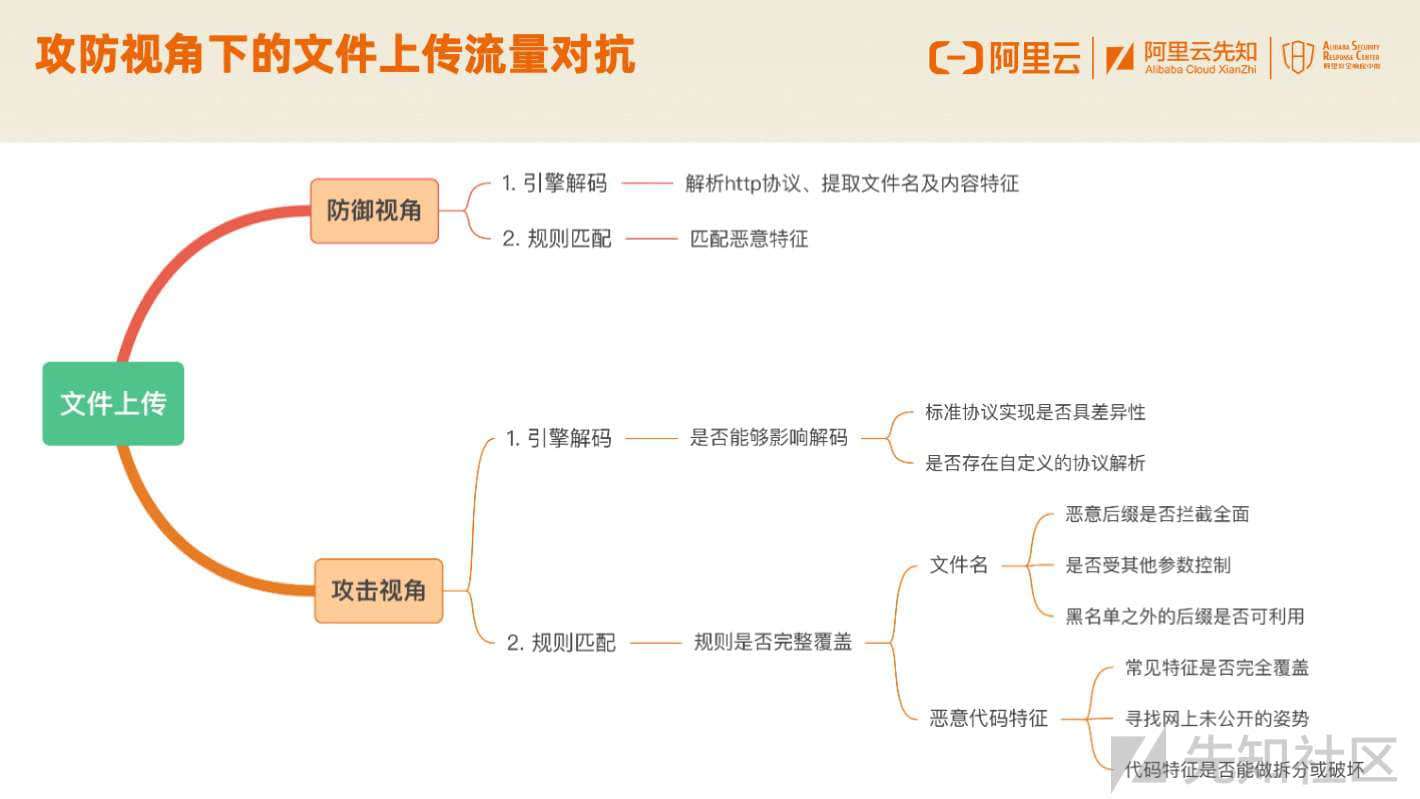 攻防视角下的文件上传流量对抗
阿里云
阿里云先知
Alibaba Cloud XianZhi
ALIBABA SECURITY
RESPONSE CENTER
阿里安全响应中心
防御视角
1. 引擎解码
解析http协议、提取文件名及内容特征
2. 规则匹配
匹配恶意特征
文件上传
攻击视角
1. 引擎解码
是否能够影响解码
标准协议实现是否具差异性
是否存在自定义的协议解析
2. 规则匹配
规则是否完整覆盖
文件名
恶意后缀是否拦截全面
是否受其他参数控制
黑名单之外的后缀是否可利用
恶意代码特征
常见特征是否完全覆盖
寻找网上未公开的姿势
代码特征是否能做拆分或破坏
先知社区